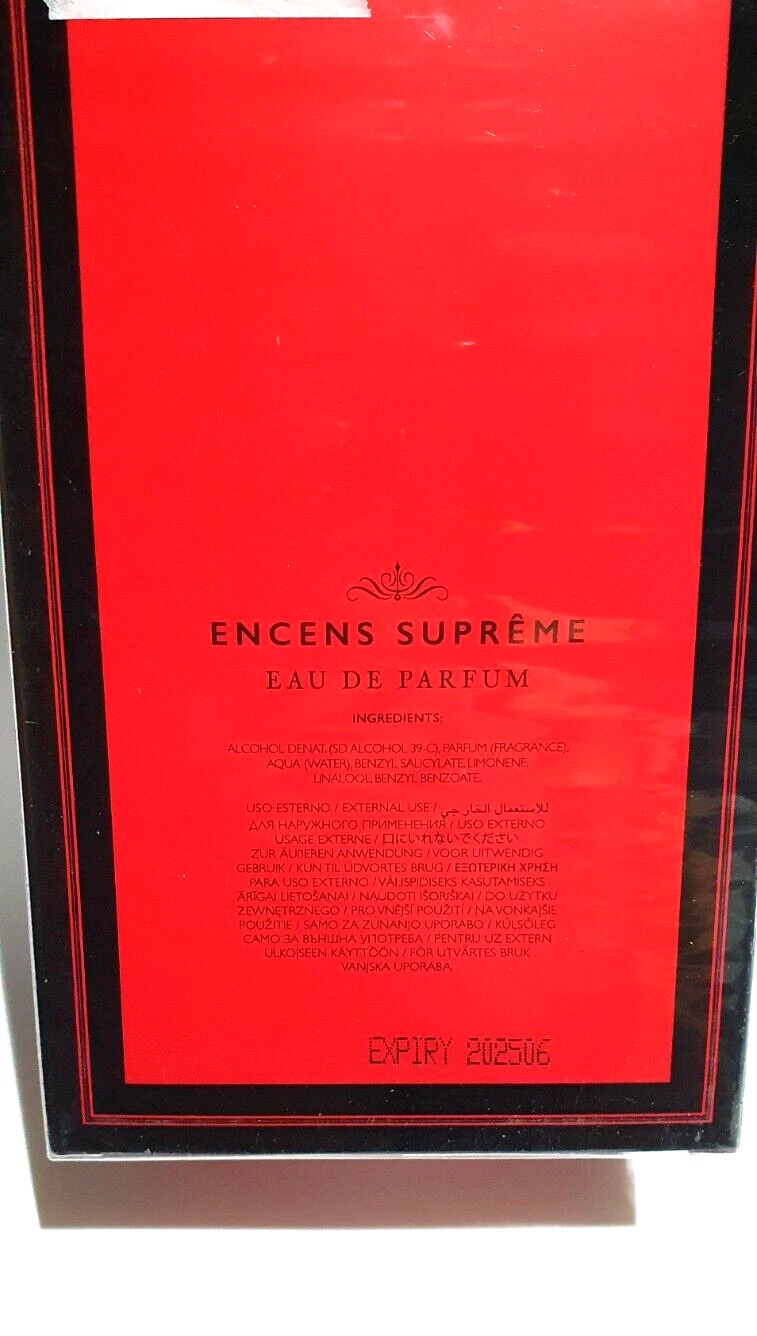 ENCENS SUPRÊME
EAU DE PARFUM
INGREDIENTS:
ALCOHOL DENAT. (SD ALCOHOL 39-C), PARFUM (FRAGRANCE),
AQUA (WATER), BENZYL SALICYLATE, LIMONENE,
LINALOOL, BENZYL BENZOATE.
USO ESTERNO / EXTERNAL USE / للاستعمال الخارجي
ДЛЯ НАРУЖНОГО ПРИМЕНЕНИЯ / USO EXTERNO
USAGE EXTERNE / 口にいれないでください
ZUR ÄUßEREN ANWENDUNG / VOOR UITWENDIG
GEBRUIK / KUN TIL UDVORTES BRUG / ΕΞΩΤΕΡΙΚΗ ΧΡΗΣΗ
PARA USO EXTERNO / VÄLISPIDISEKS KASUTAMISEKS
ĀRĪGAI LIETOŠANAI / NAUDOTI IŠORIŠKAI / DO UŻYTKU
ZEWNĘTRZNEGO / PRO VNĚJŠÍ POUŽITÍ / NA VONKAJŠIE
POUŽITIE / SAMO ZA ZUNANJO UPORABO / KÜLSŐLEG
САМО ЗА ВЪНШНА УПОТРЕБА / PENTRU UZ EXTERN
ULKOISEEN KÄYTTÖÖN / FÖR UTVÄRTES BRUK
VANJSKA UPORABA.
EXPIRY 202506